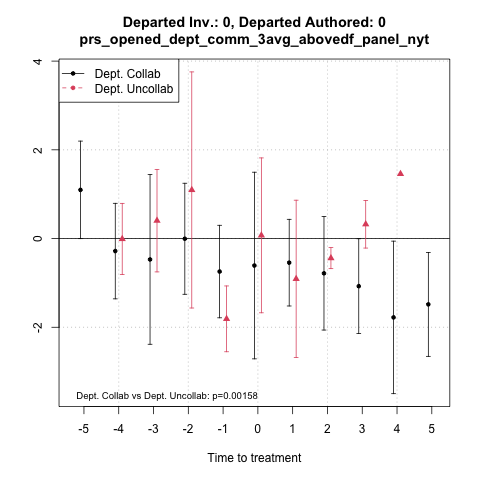 Departed Inv.: 0, Departed Authored: 0
prs_opened_dept_comm_3avg_abovedf_panel_nyt
Dept. Collab
Dept. Uncollab
4
2
0
-2
Dept. Collab vs Dept. Uncollab: p=0.00158
-5 -4 -3 -2 -1 0 1 2 3 4 5
Time to treatment